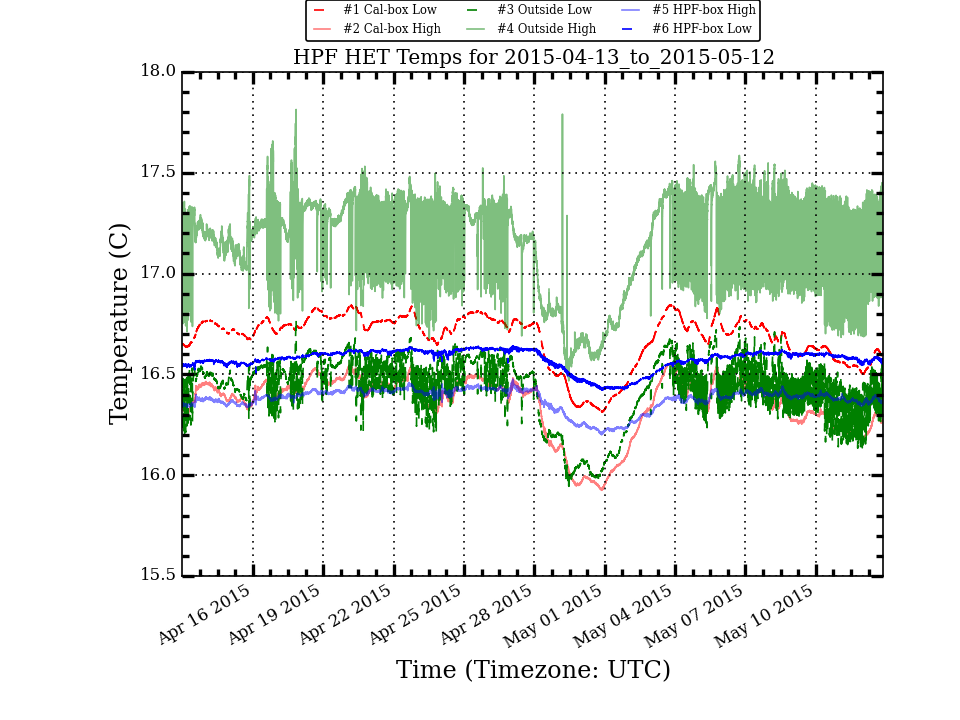 #1 Cal-box Low #3 Outside Low #5 HPF-box High
#2 Cal-box High #4 Outside High #6 HPF-box Low
HPF HET Temps for 2015-04-13_to_2015-05-12
18.0
17.5
17.0
16.5
16.0
15.5
Temperature (C)
Apr 16 2015 Apr 19 2015 Apr 22 2015 Apr 25 2015 Apr 28 2015 May 01 2015 May 04 2015 May 07 2015 May 10 2015
Time (Timezone: UTC)